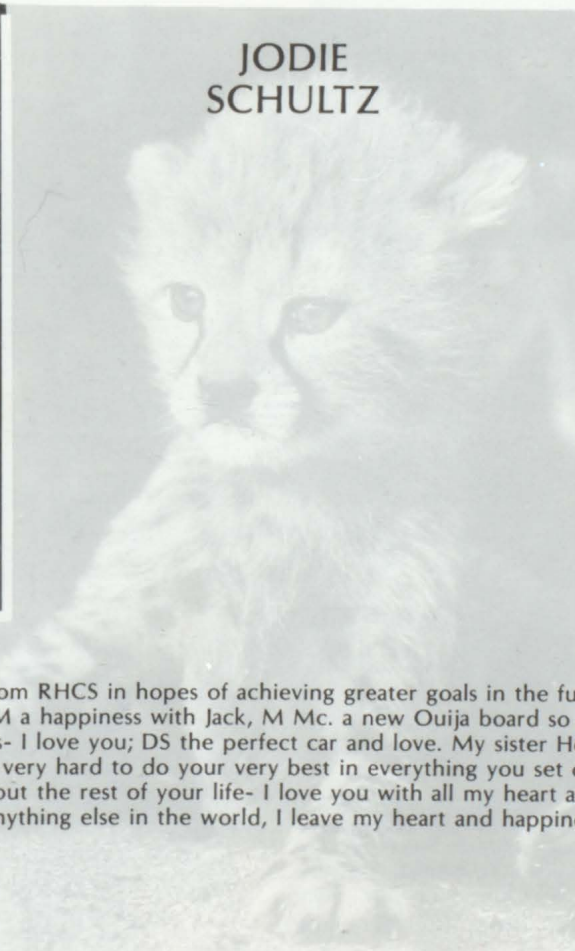 JODIE
SCHULTZ
om RHCS in hopes of achieving greater goals in the fu
M a happiness with Jack, M Mc. a new Ouija board so
s- I love you; DS the perfect car and love. My sister H
very hard to do your very best in everything you set
out the rest of your life- I love you with all my heart a
nything else in the world, I leave my heart and happin